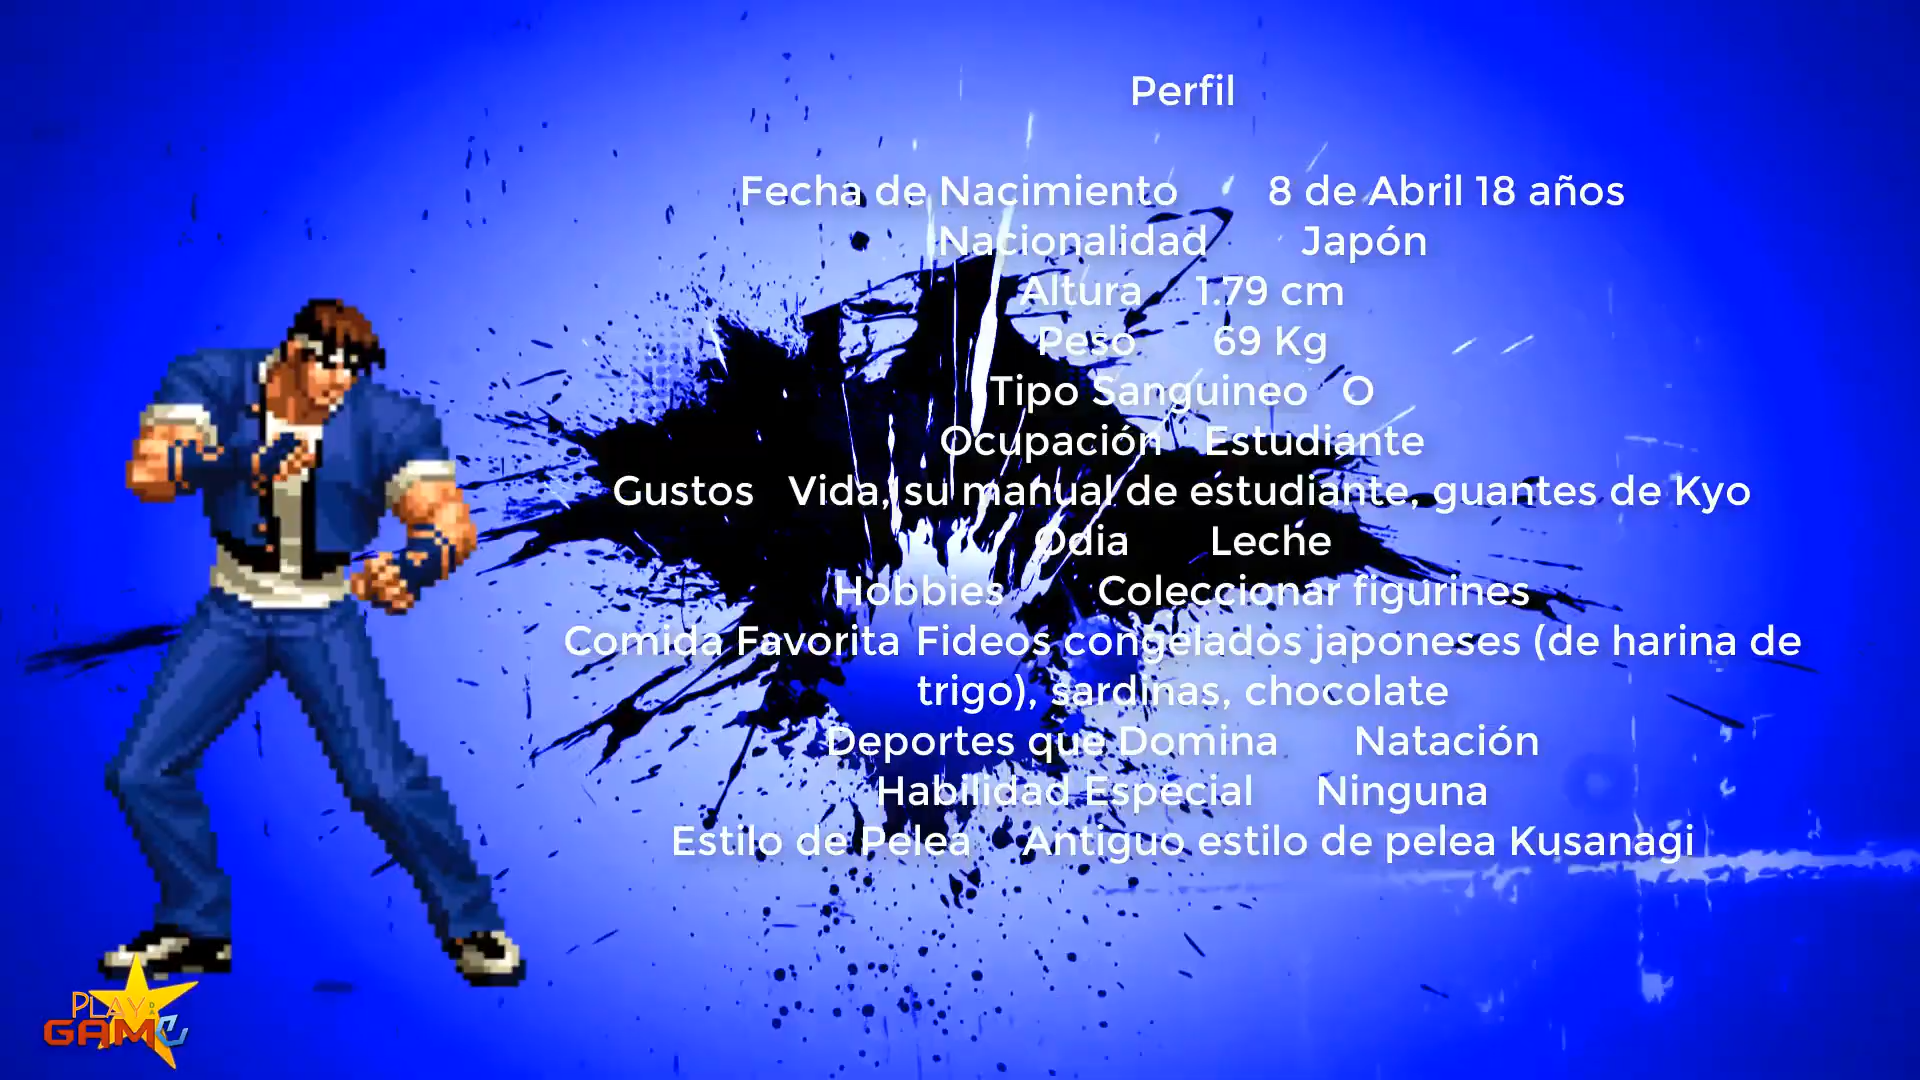 Perfil
Fecha de Nacimiento 8 de Abril 18 años
Nacionalidad Japón
Altura 1.79 cm
Peso 69 Kg
Tipo Sanguineo O
Ocupación Estudiante
Gustos Vida, su manual de estudiante, guantes de Kyo
Odia Leche
Hobbies Coleccionar figurines
Comida Favorita Fideos congelados japoneses (de harina de
trigo), sardinas, chocolate
Deportes que Domina Natación
Habilidad Especial Ninguna
Estilo de Pelea Antiguo estilo de pelea Kusanagi
PLAY
GAME